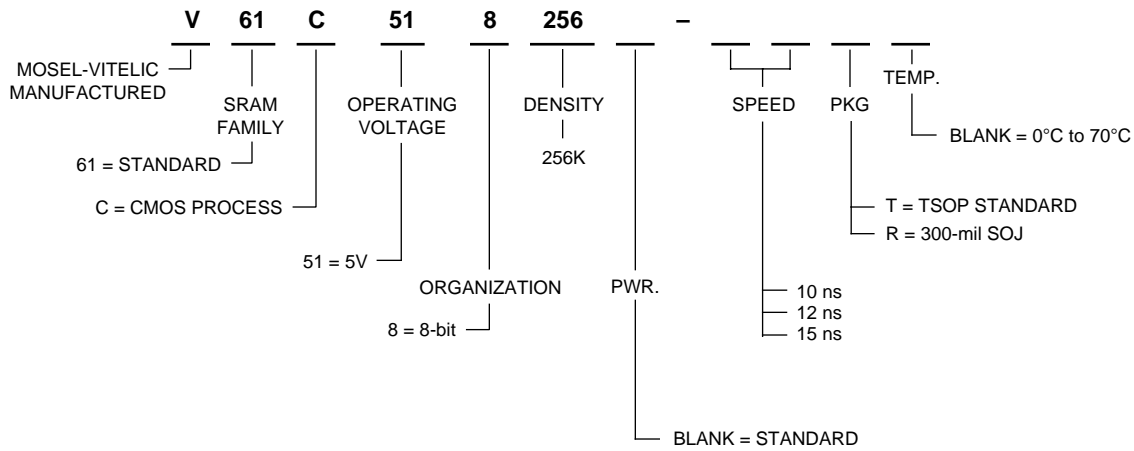 V 61 C 51 8 256 –
MOSEL-VITELIC
MANUFACTURED
SRAM
FAMILY
OPERATING
VOLTAGE
DENSITY
SPEED
PKG
TEMP.
BLANK = 0°C to 70°C
256K
61 = STANDARD
C = CMOS PROCESS
T = TSOP STANDARD
R = 300-mil SOJ
51 = 5V
ORGANIZATION
PWR.
8 = 8-bit
10 ns
12 ns
15 ns
BLANK = STANDARD